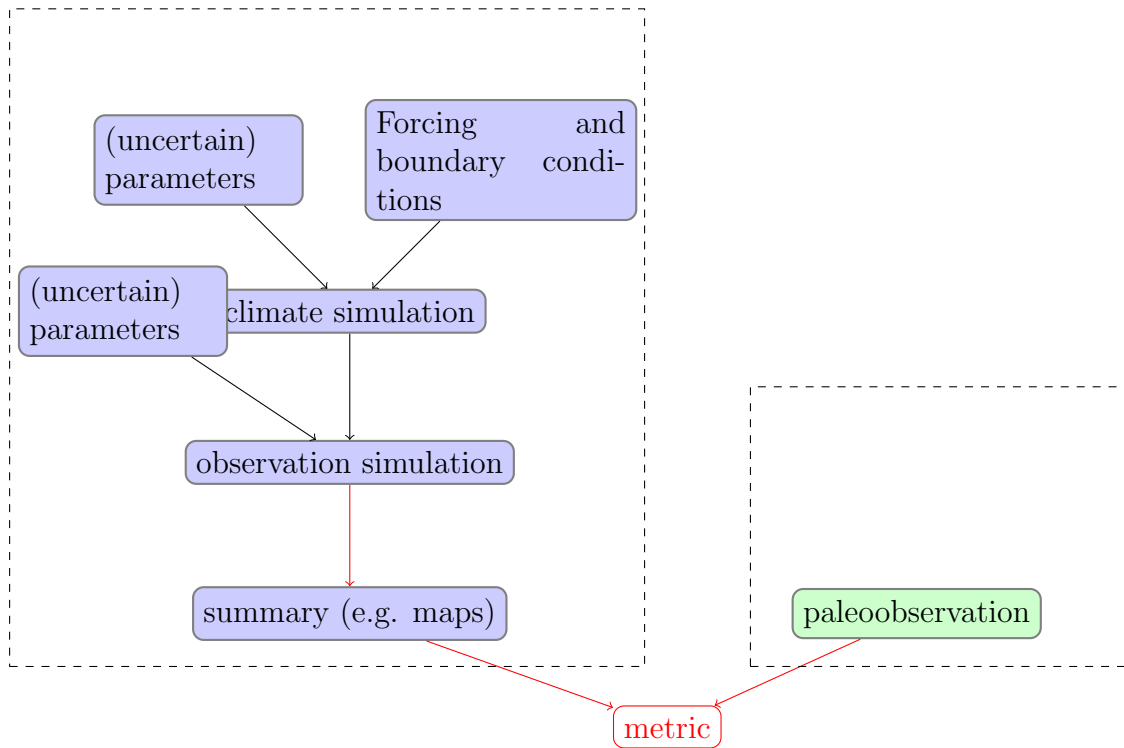 (uncertain)
parameters
Forcing and
boundary condi-
tions
(uncertain)
parameters
climate simulation
observation simulation
summary (e.g. maps)
paleoobservation
metric